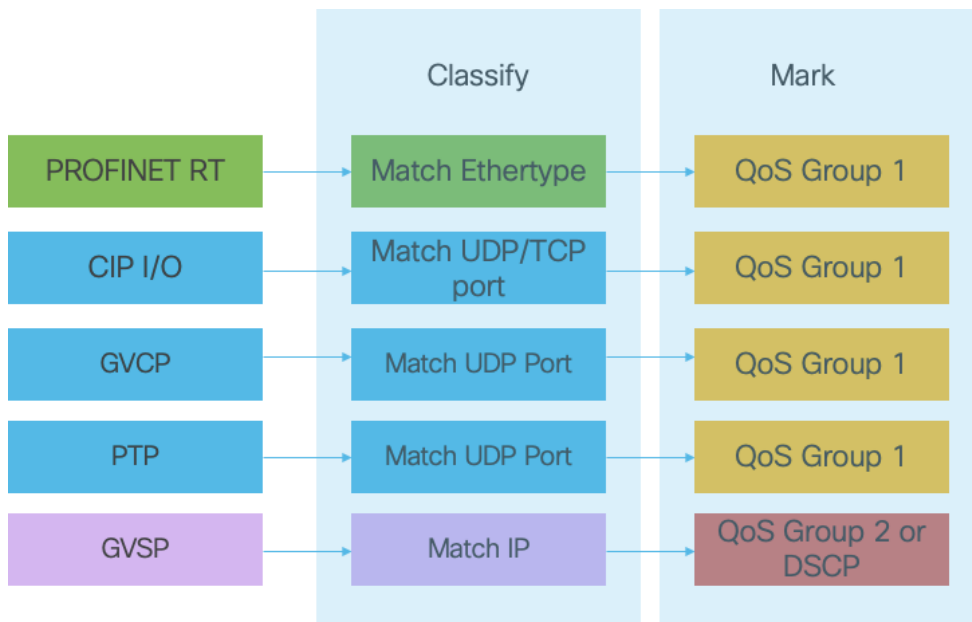 Classify
Mark
PROFINET RT
Match Ethertype
QoS Group 1
CIP I/O
Match UDP/TCP
port
QoS Group 1
GVCP
Match UDP Port
QoS Group 1
PTP
Match UDP Port
QoS Group 1
GVSP
Match IP
QoS Group 2 or
DSCP